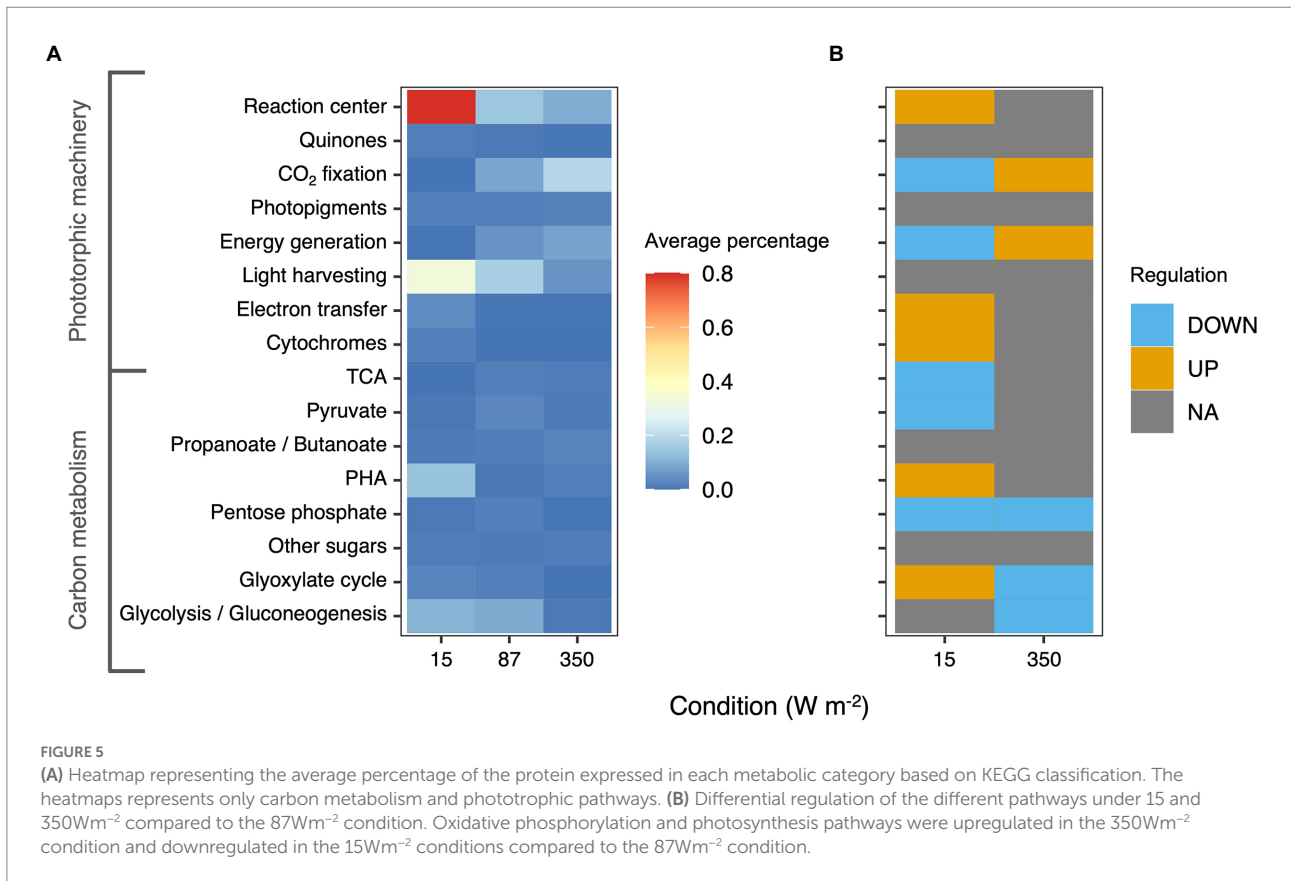 A
B
Phototorphic machinery
Carbon metabolism
Reaction center
Quinones
CO₂ fixation
Photopigments
Energy generation
Light harvesting
Electron transfer
Cytochromes
TCA
Pyruvate
Propanoate / Butanoate
PHA
Pentose phosphate
Other sugars
Glyoxylate cycle
Glycolysis / Gluconeogenesis
15 87 350
Average percentage
0.8
0.6
0.4
0.2
0.0
15 350
Regulation
DOWN
UP
NA
Condition (W m⁻²)
FIGURE 5
(A) Heatmap representing the average percentage of the protein expressed in each metabolic category based on KEGG classification. The
heatmaps represents only carbon metabolism and phototrophic pathways. (B) Differential regulation of the different pathways under 15 and
350Wm⁻² compared to the 87Wm⁻² condition. Oxidative phosphorylation and photosynthesis pathways were upregulated in the 350Wm⁻²
condition and downregulated in the 15Wm⁻² conditions compared to the 87Wm⁻² condition.